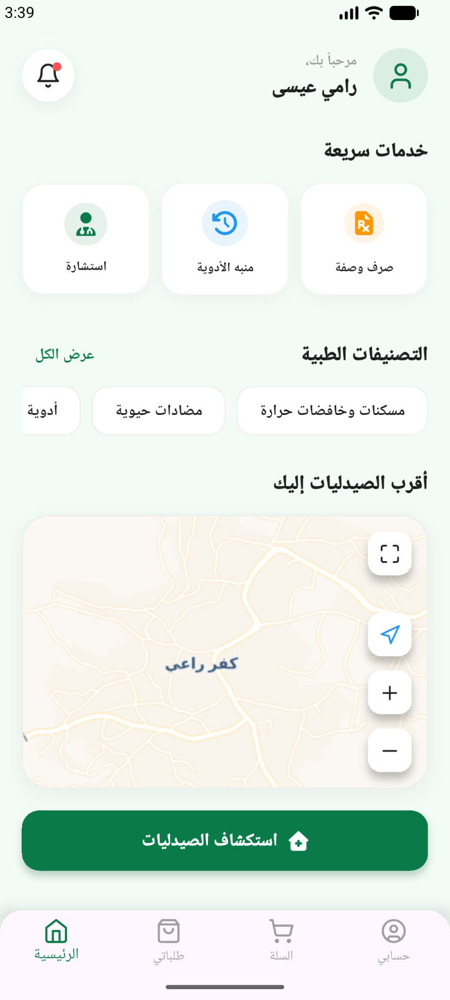 3:39
مرحباً بك،
رامي عيسى
خدمات سريعة
صرف وصفة
منبه الأدوية
استشارة
التصنيفات الطبية
عرض الكل
مسكنات وخافضات حرارة
مضادات حيوية
أدوية
أقرب الصيدليات إليك
كفر راعي
استكشاف الصيدليات
الرئيسية
طلباتي
السلة
حسابي